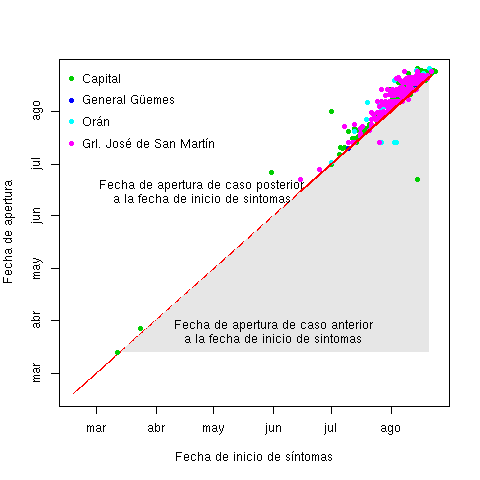 Capital
General Güemes
Orán
Grl. José de San Martín
Fecha de apertura de caso posterior
a la fecha de inicio de sintomas
Fecha de apertura de caso anterior
a la fecha de inicio de sintomas
Fecha de apertura
ago
jul
jun
may
abr
mar
mar abr may jun jul ago
Fecha de inicio de síntomas